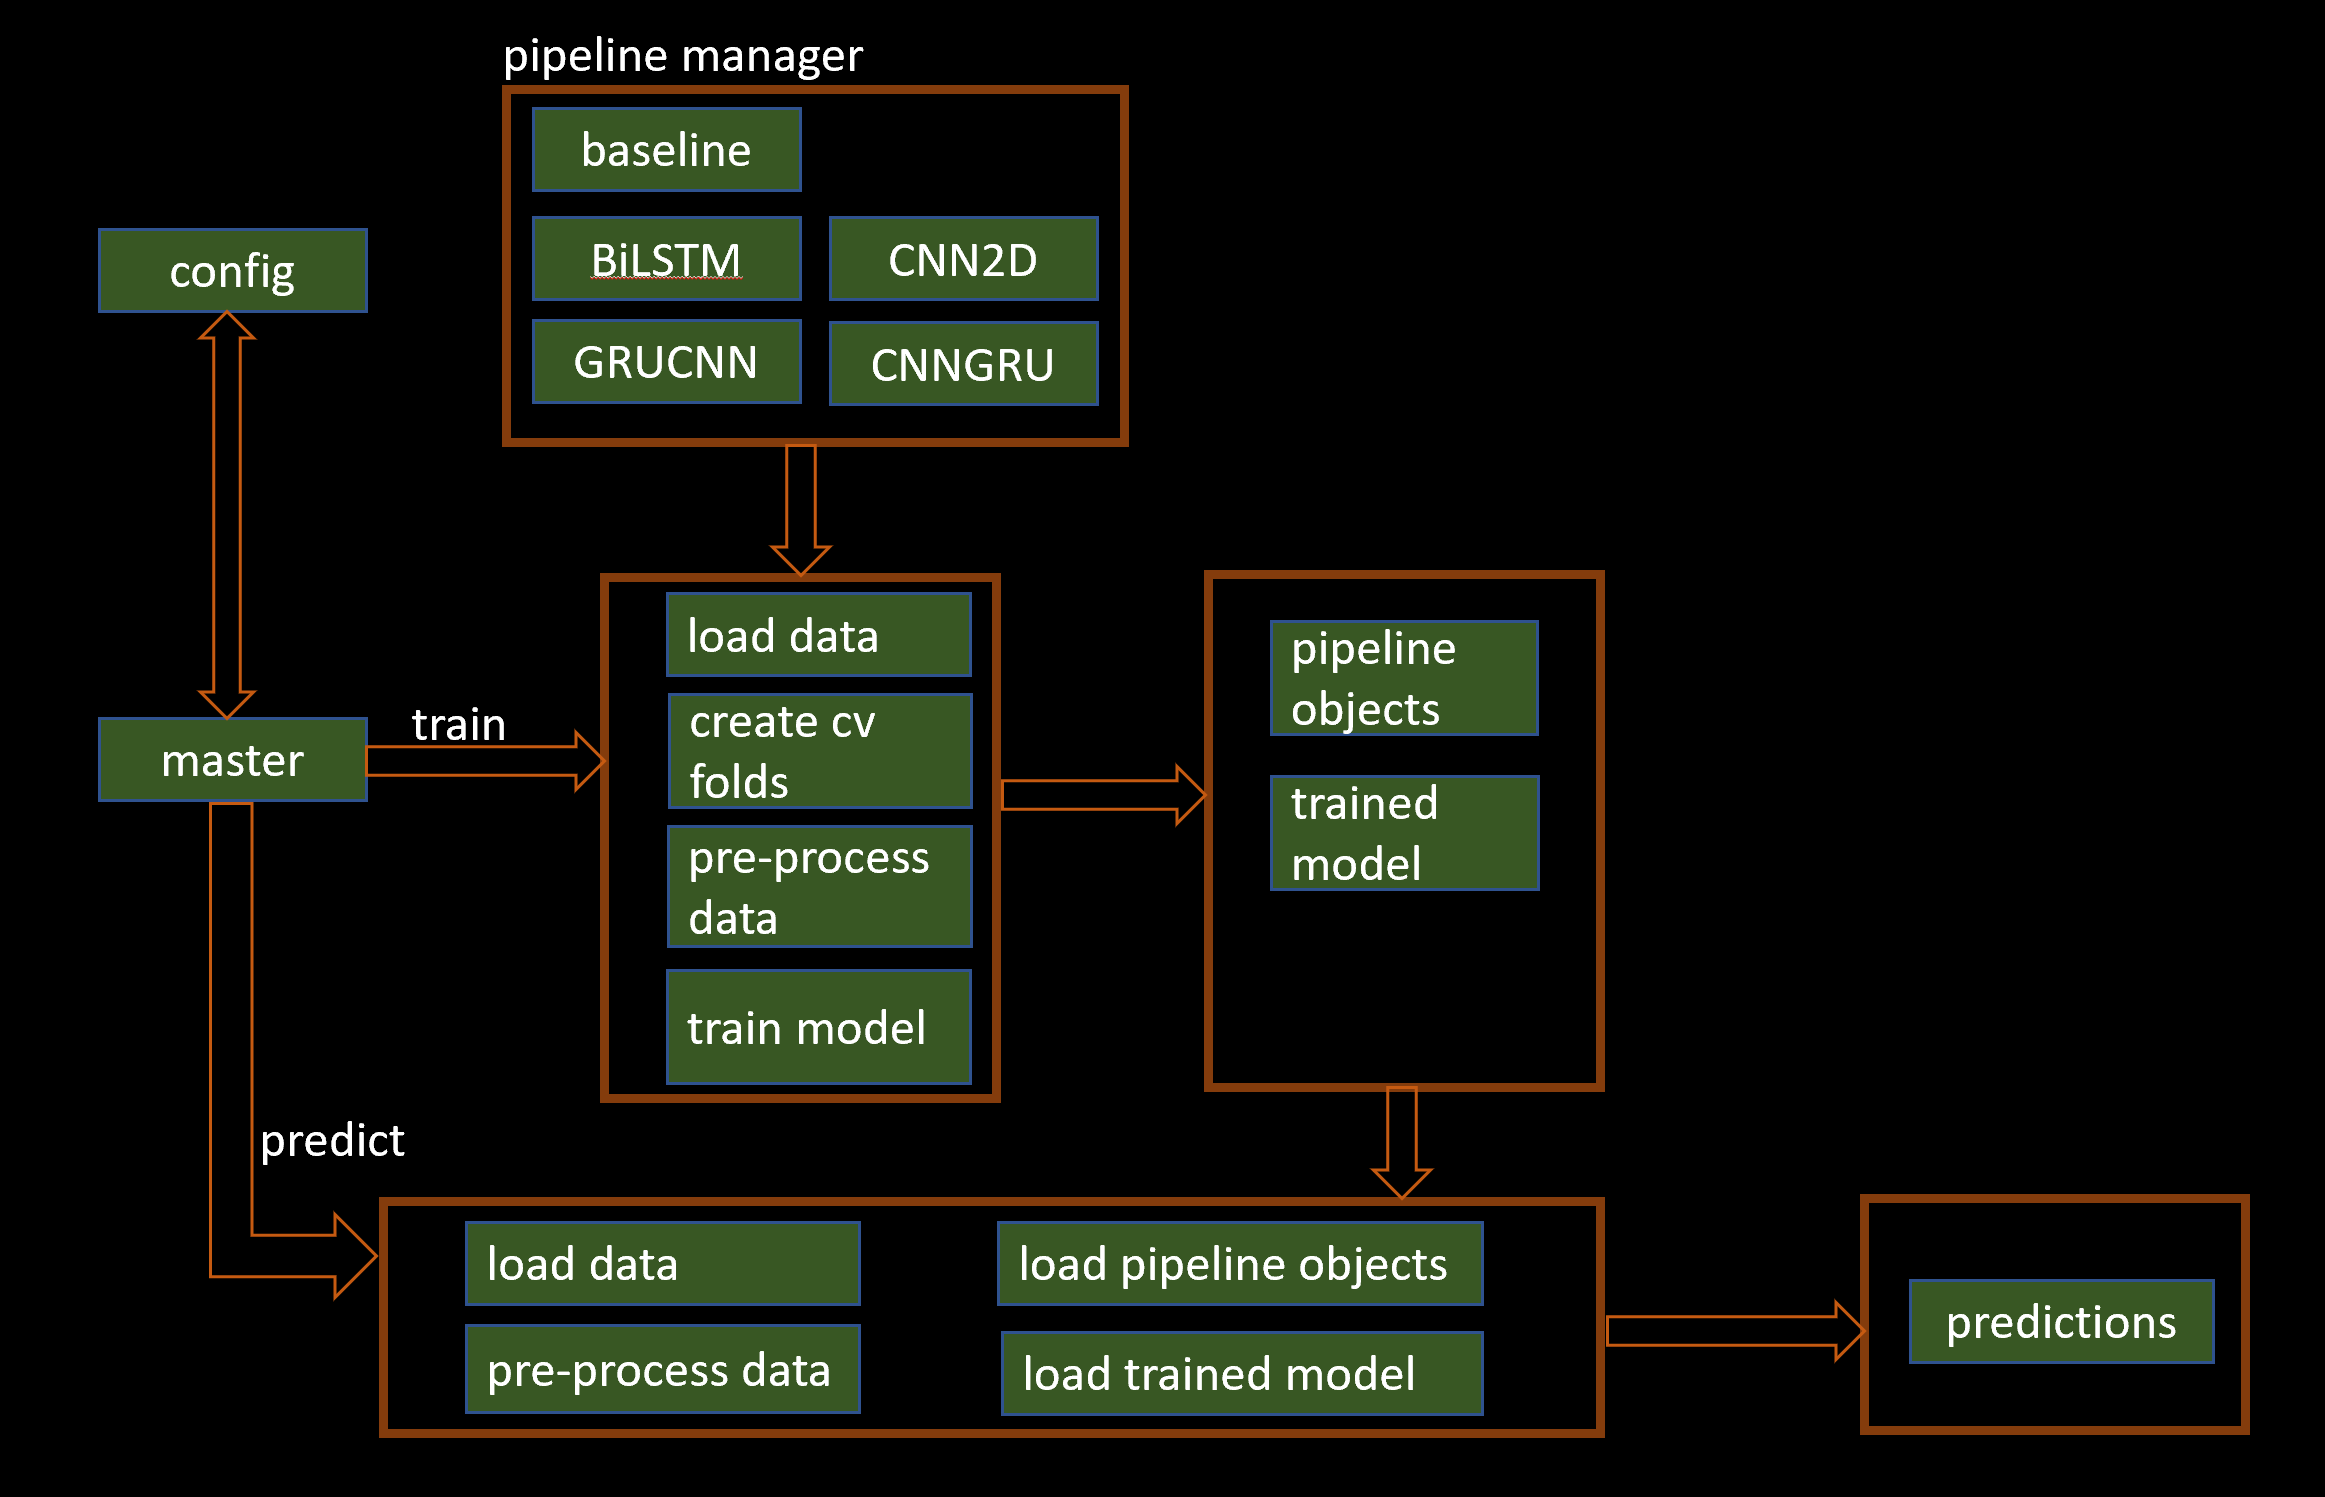 pipeline manager
baseline
BiLSTM
CNN2D
GRUCNN
CNNGRU
config
master
train
load data
create cv
folds
pre-process
data
train model
pipeline
objects
trained
model
predict
load data
pre-process data
load pipeline objects
load trained model
predictions